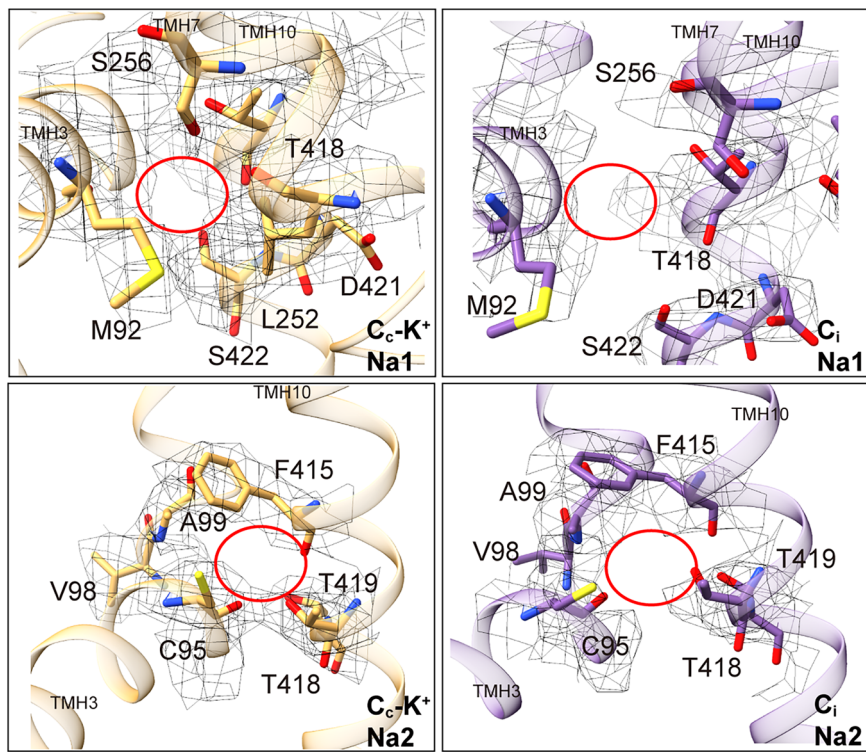 TMH7
TMH10
S256
TMH3
T418
M92
D421
L252
S422
Cc-K+
Na1
TMH7
TMH10
S256
TMH3
T418
M92
D421
S422
Ci
Na1
TMH10
F415
A99
V98
T419
C95
T418
TMH3
Cc-K+
Na2
TMH10
F415
A99
V98
T419
C95
T418
TMH3
Ci
Na2